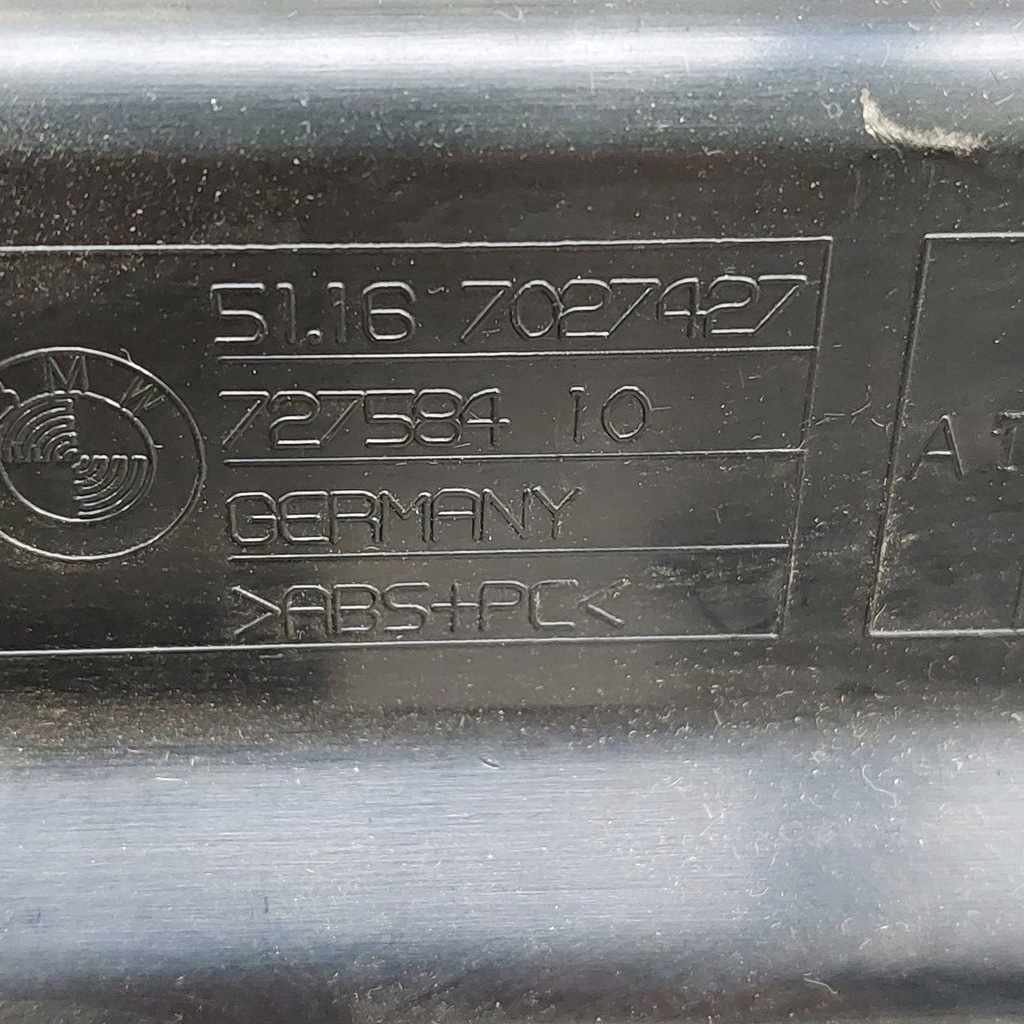 51.16 7027427
BMW
727584 10
GERMANY
>ABS+PC<